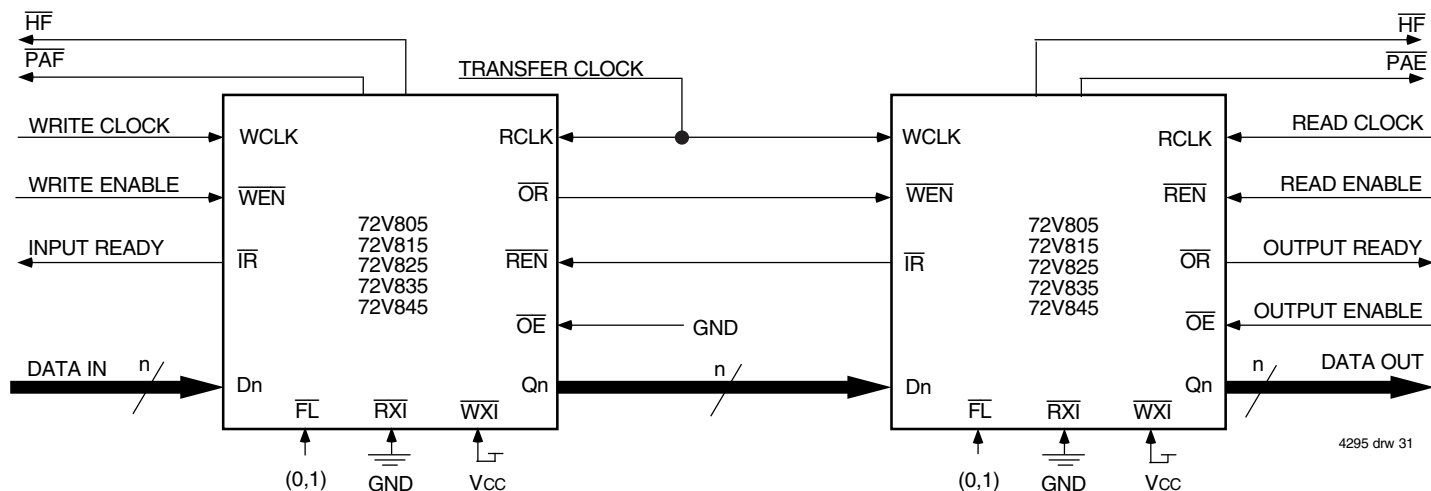 HF HF
PAF TRANSFER CLOCK PAE
WRITE CLOCK WCLK RCLK WCLK RCLK READ CLOCK
WRITE ENABLE WEN OR WEN REN READ ENABLE
72V805 72V805
72V815 72V815
INPUT READY IR 72V825 REN IR 72V825 OR OUTPUT READY
72V835 72V835
72V845 72V845
OE GND OE OUTPUT ENABLE
DATA IN n Dn Qn n Dn Qn n DATA OUT
FL RXI WXI FL RXI WXI
4295 drw 31
(0,1) GND VCC (0,1) GND VCC